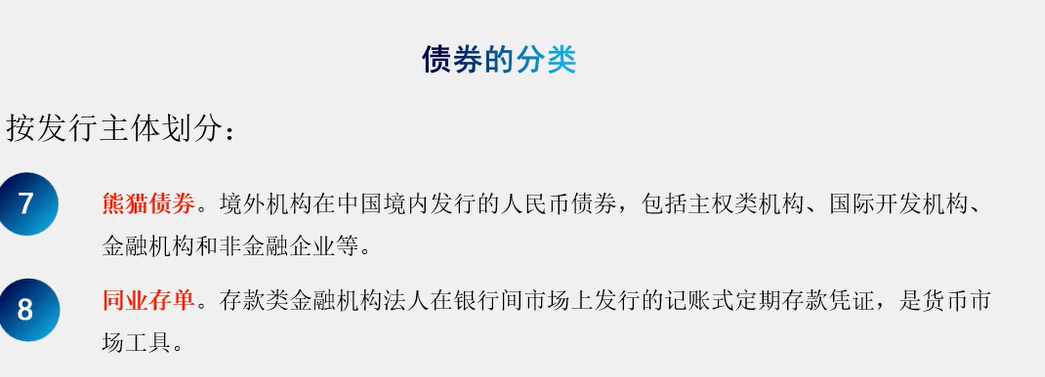 债券的分类
按发行主体划分：
7
熊猫债券。境外机构在中国境内发行的人民币债券，包括主权类机构、国际开发机构、
金融机构和非金融企业等。
8
同业存单。存款类金融机构法人在银行间市场上发行的记账式定期存款凭证，是货币市
场工具。